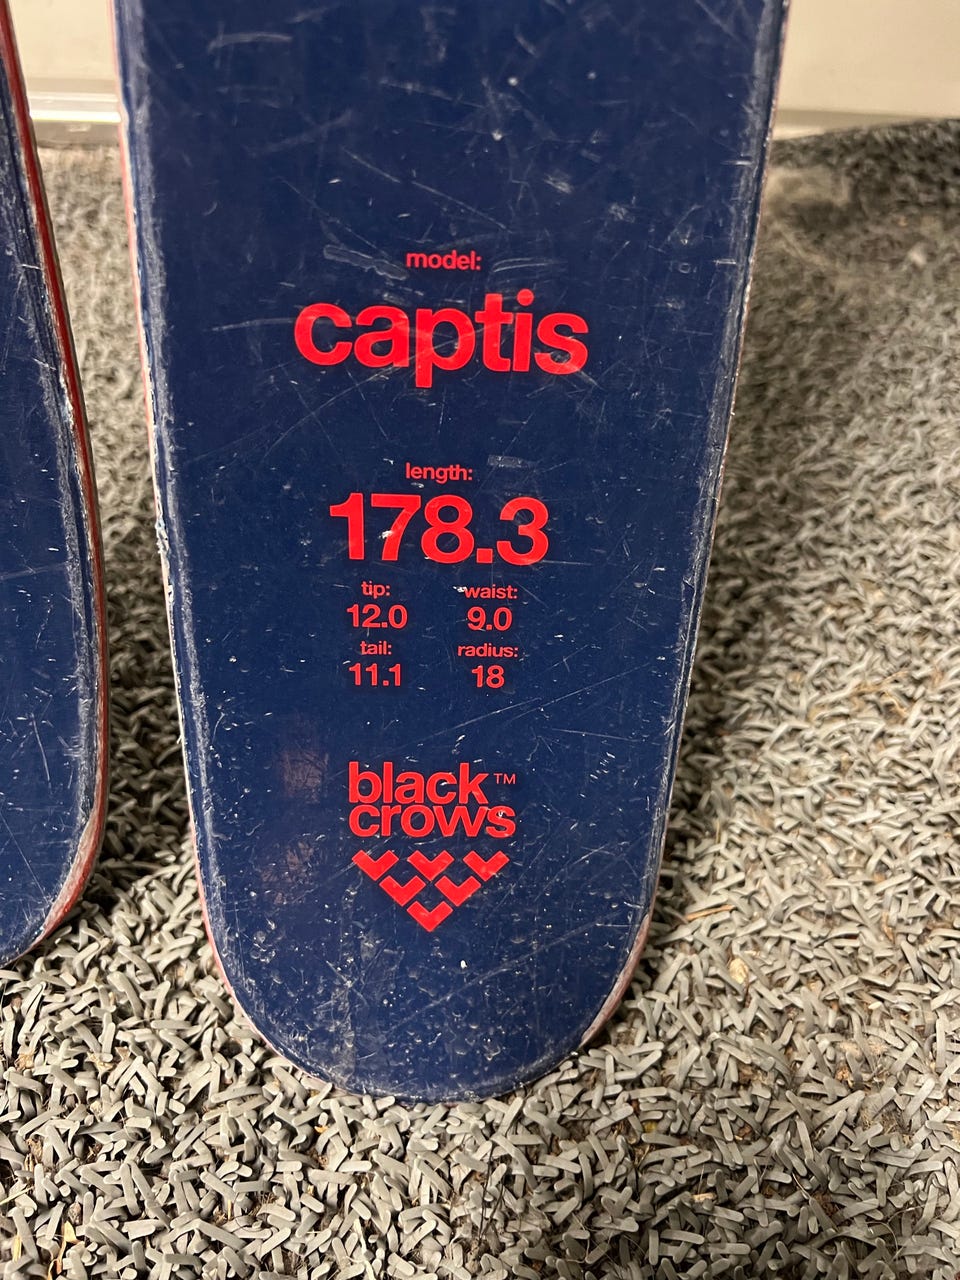 model:
captis
length:
178.3
tip: waist:
12.0 9.0
tail: radius:
11.1 18
black™
crows